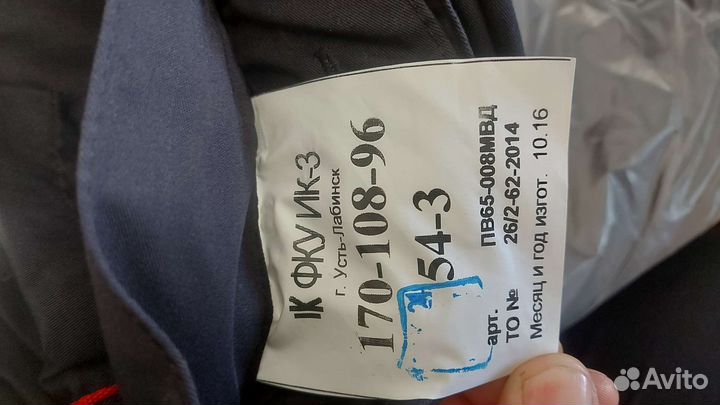 ФКУ ИК-3
г. Усть-Лабинск
170-108-96
54-3
арт. ПВ65-008МВД
ТО № 26/2-62-2014
Месяц и год изгот. 10.16
Avito